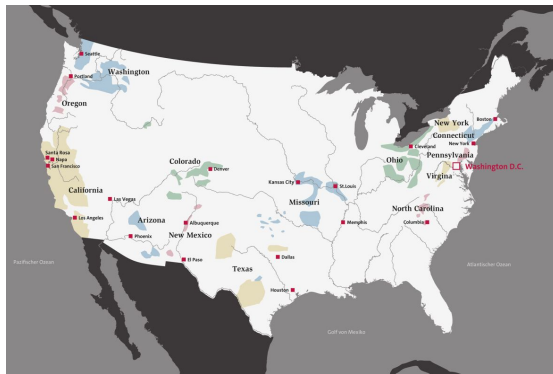 Seattle
Washington
Portland
Oregon
Boston
New York
Connecticut
New York
Cleveland
Pennsylvania
Santa Rosa
Napa
San Francisco
Colorado
Denver
Ohio
Washington D.C.
Virgina
Kansas City
St.Louis
California
Las Vegas
Missouri
Los Angeles
Arizona
Albuquerque
North Carolina
Memphis
Columbia
Phoenix
New Mexico
El Paso
Dallas
Texas
Pazifischer Ozean
Atlantischer Ozean
Houston
Golf von Mexiko